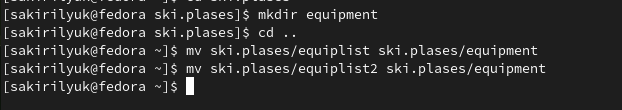 [sakirilyuk@fedora ski.plases]$ mkdir equipment
[sakirilyuk@fedora ski.plases]$ cd ..
[sakirilyuk@fedora ~]$ mv ski.plases/equiplist ski.plases/equipment
[sakirilyuk@fedora ~]$ mv ski.plases/equiplist2 ski.plases/equipment
[sakirilyuk@fedora ~]$